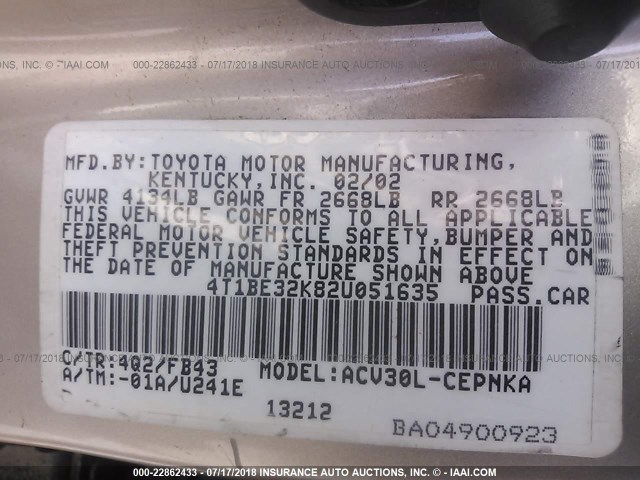 000-22862433 - 07/17/2018 - INSURANCE AUTO AUCTIONS, INC. - © IAAI.COM
MFD.BY:TOYOTA MOTOR MANUFACTURING,
KENTUCKY,INC. 02/02
GVWR 4134LB GAWR FR 2668LB RR 2668LB
THIS VEHICLE CONFORMS TO ALL APPLICABLE
FEDERAL MOTOR VEHICLE SAFETY,BUMPER AND
THEFT PREVENTION STANDARDS IN EFFECT ON
THE DATE OF MANUFACTURE SHOWN ABOVE
4T1BE32K82U051635 PASS.CAR
C/TR:4Q2/FB43 MODEL:ACV30L-CEPNKA
A/TM:-01A/U241E
13212
BA04900923
000-22862433 - 07/17/2018 - INSURANCE AUTO AUCTIONS, INC. - © IAAI.COM